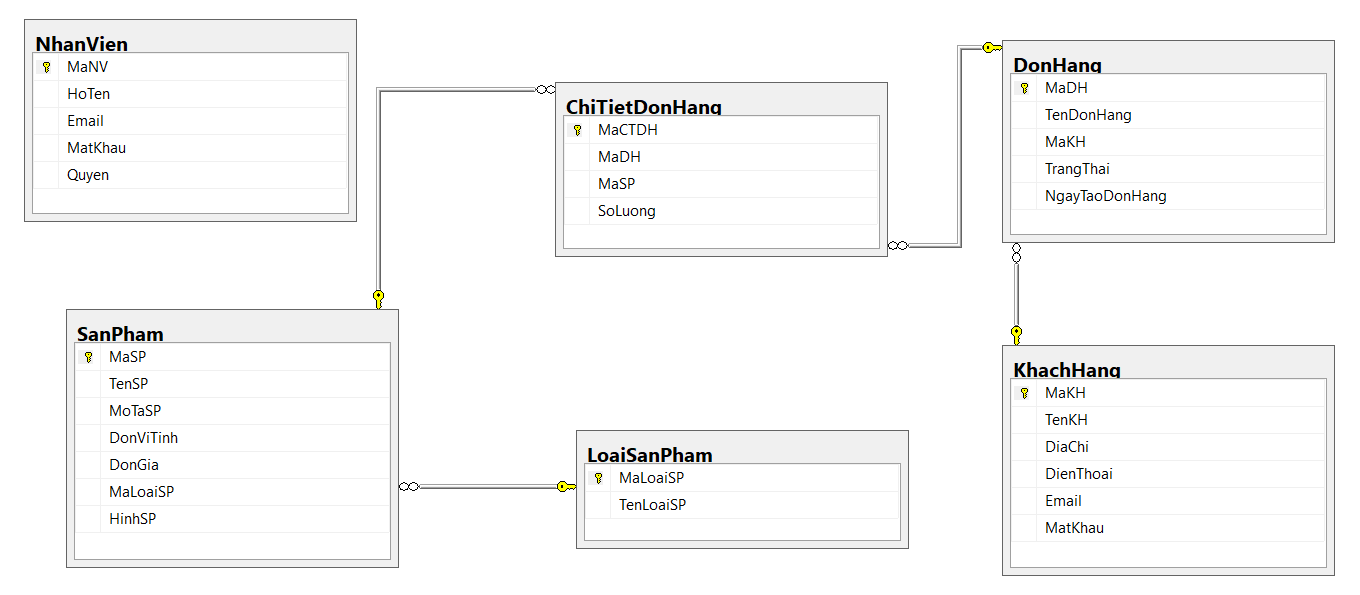 NhanVien
MaNV
HoTen
Email
MatKhau
Quyen
ChiTietDonHang
MaCTDH
MaDH
MaSP
SoLuong
DonHang
MaDH
TenDonHang
MaKH
TrangThai
NgayTaoDonHang
SanPham
MaSP
TenSP
MoTaSP
DonViTinh
DonGia
MaLoaiSP
HinhSP
LoaiSanPham
MaLoaiSP
TenLoaiSP
KhachHang
MaKH
TenKH
DiaChi
DienThoai
Email
MatKhau